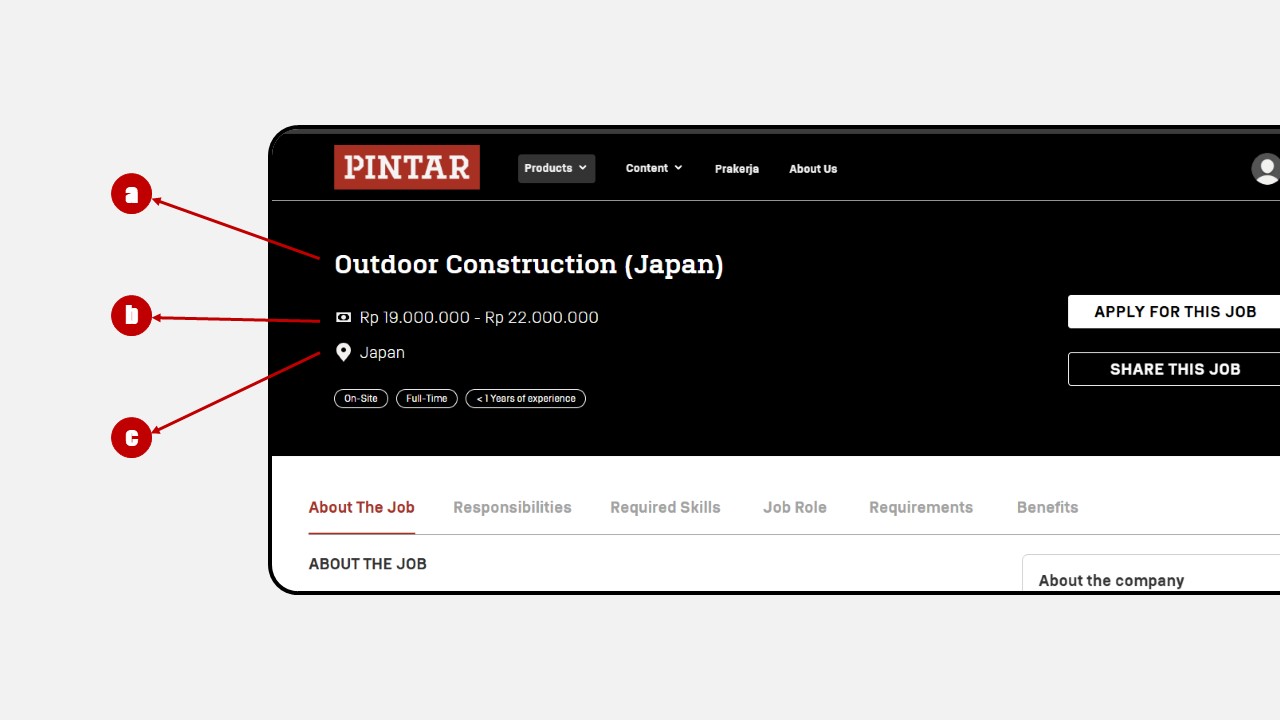 PINTAR
Products
Content
Prakerja
About Us
a
Outdoor Construction (Japan)
b
Rp 19.000.000 - Rp 22.000.000
APPLY FOR THIS JOB
Japan
SHARE THIS JOB
On-Site
Full-Time
< 1 Years of experience
c
About The Job
Responsibilities
Required Skills
Job Role
Requirements
Benefits
ABOUT THE JOB
About the company